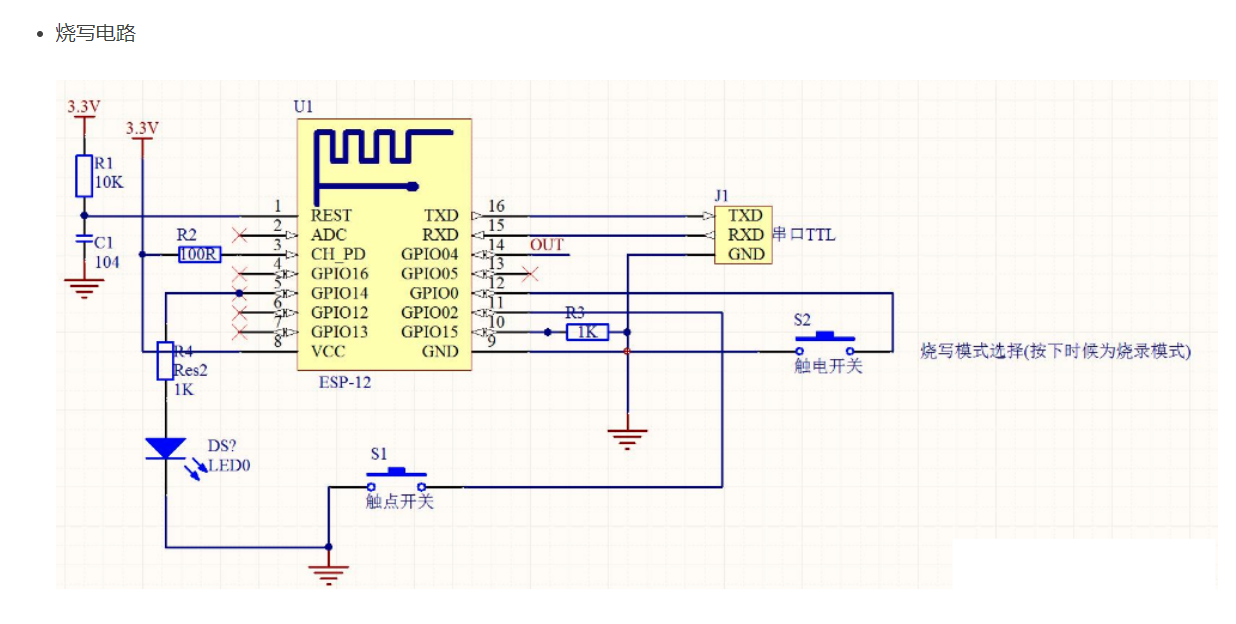 烧写电路
3.3V
3.3V
U1
R1
10K
C1
104
R2
100R
1
2
3
4
5
6
7
8
REST
ADC
CH_PD
GPIO16
GPIO14
GPIO12
GPIO13
VCC
TXD
RXD
GPIO04
GPIO05
GPIO0
GPIO02
GPIO15
GND
16
15
14
13
12
11
10
9
ESP-12
OUT
J1
TXD
RXD
GND
串口TTL
R3
1K
S2
触电开关
烧写模式选择(按下时候为烧录模式)
R4
Res2
1K
DS?
LED0
S1
触点开关